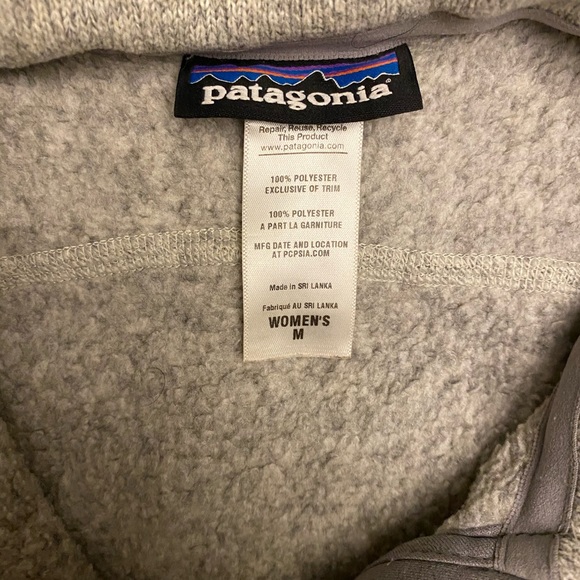 patagonia®
Repair, Reuse, Recycle
This Product
www.patagonia.com
100% POLYESTER
EXCLUSIVE OF TRIM
100% POLYESTER
A PART LA GARNITURE
MFG DATE AND LOCATION
AT PCPSIA.COM
Made in SRI LANKA
Fabriqué AU SRI LANKA
WOMEN'S
M